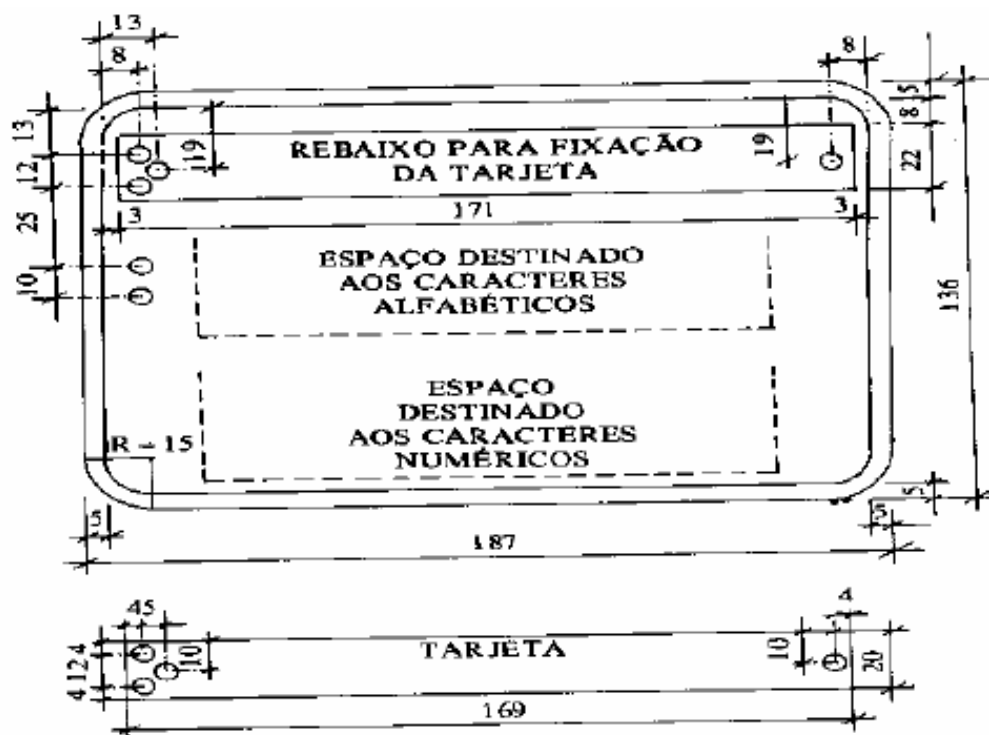 13
8
8
5
13
8
19
19
REBAIXO PARA FIXAÇÃO
DA TARJETA
22
12
3
171
3
25
ESPAÇO DESTINADO
AOS CARACTERES
ALFABÉTICOS
10
136
ESPAÇO
DESTINADO
AOS CARACTERES
NUMÉRICOS
R = 15
5
5
5
187
45
4
4
12
4
10
TARJETA
10
20
169